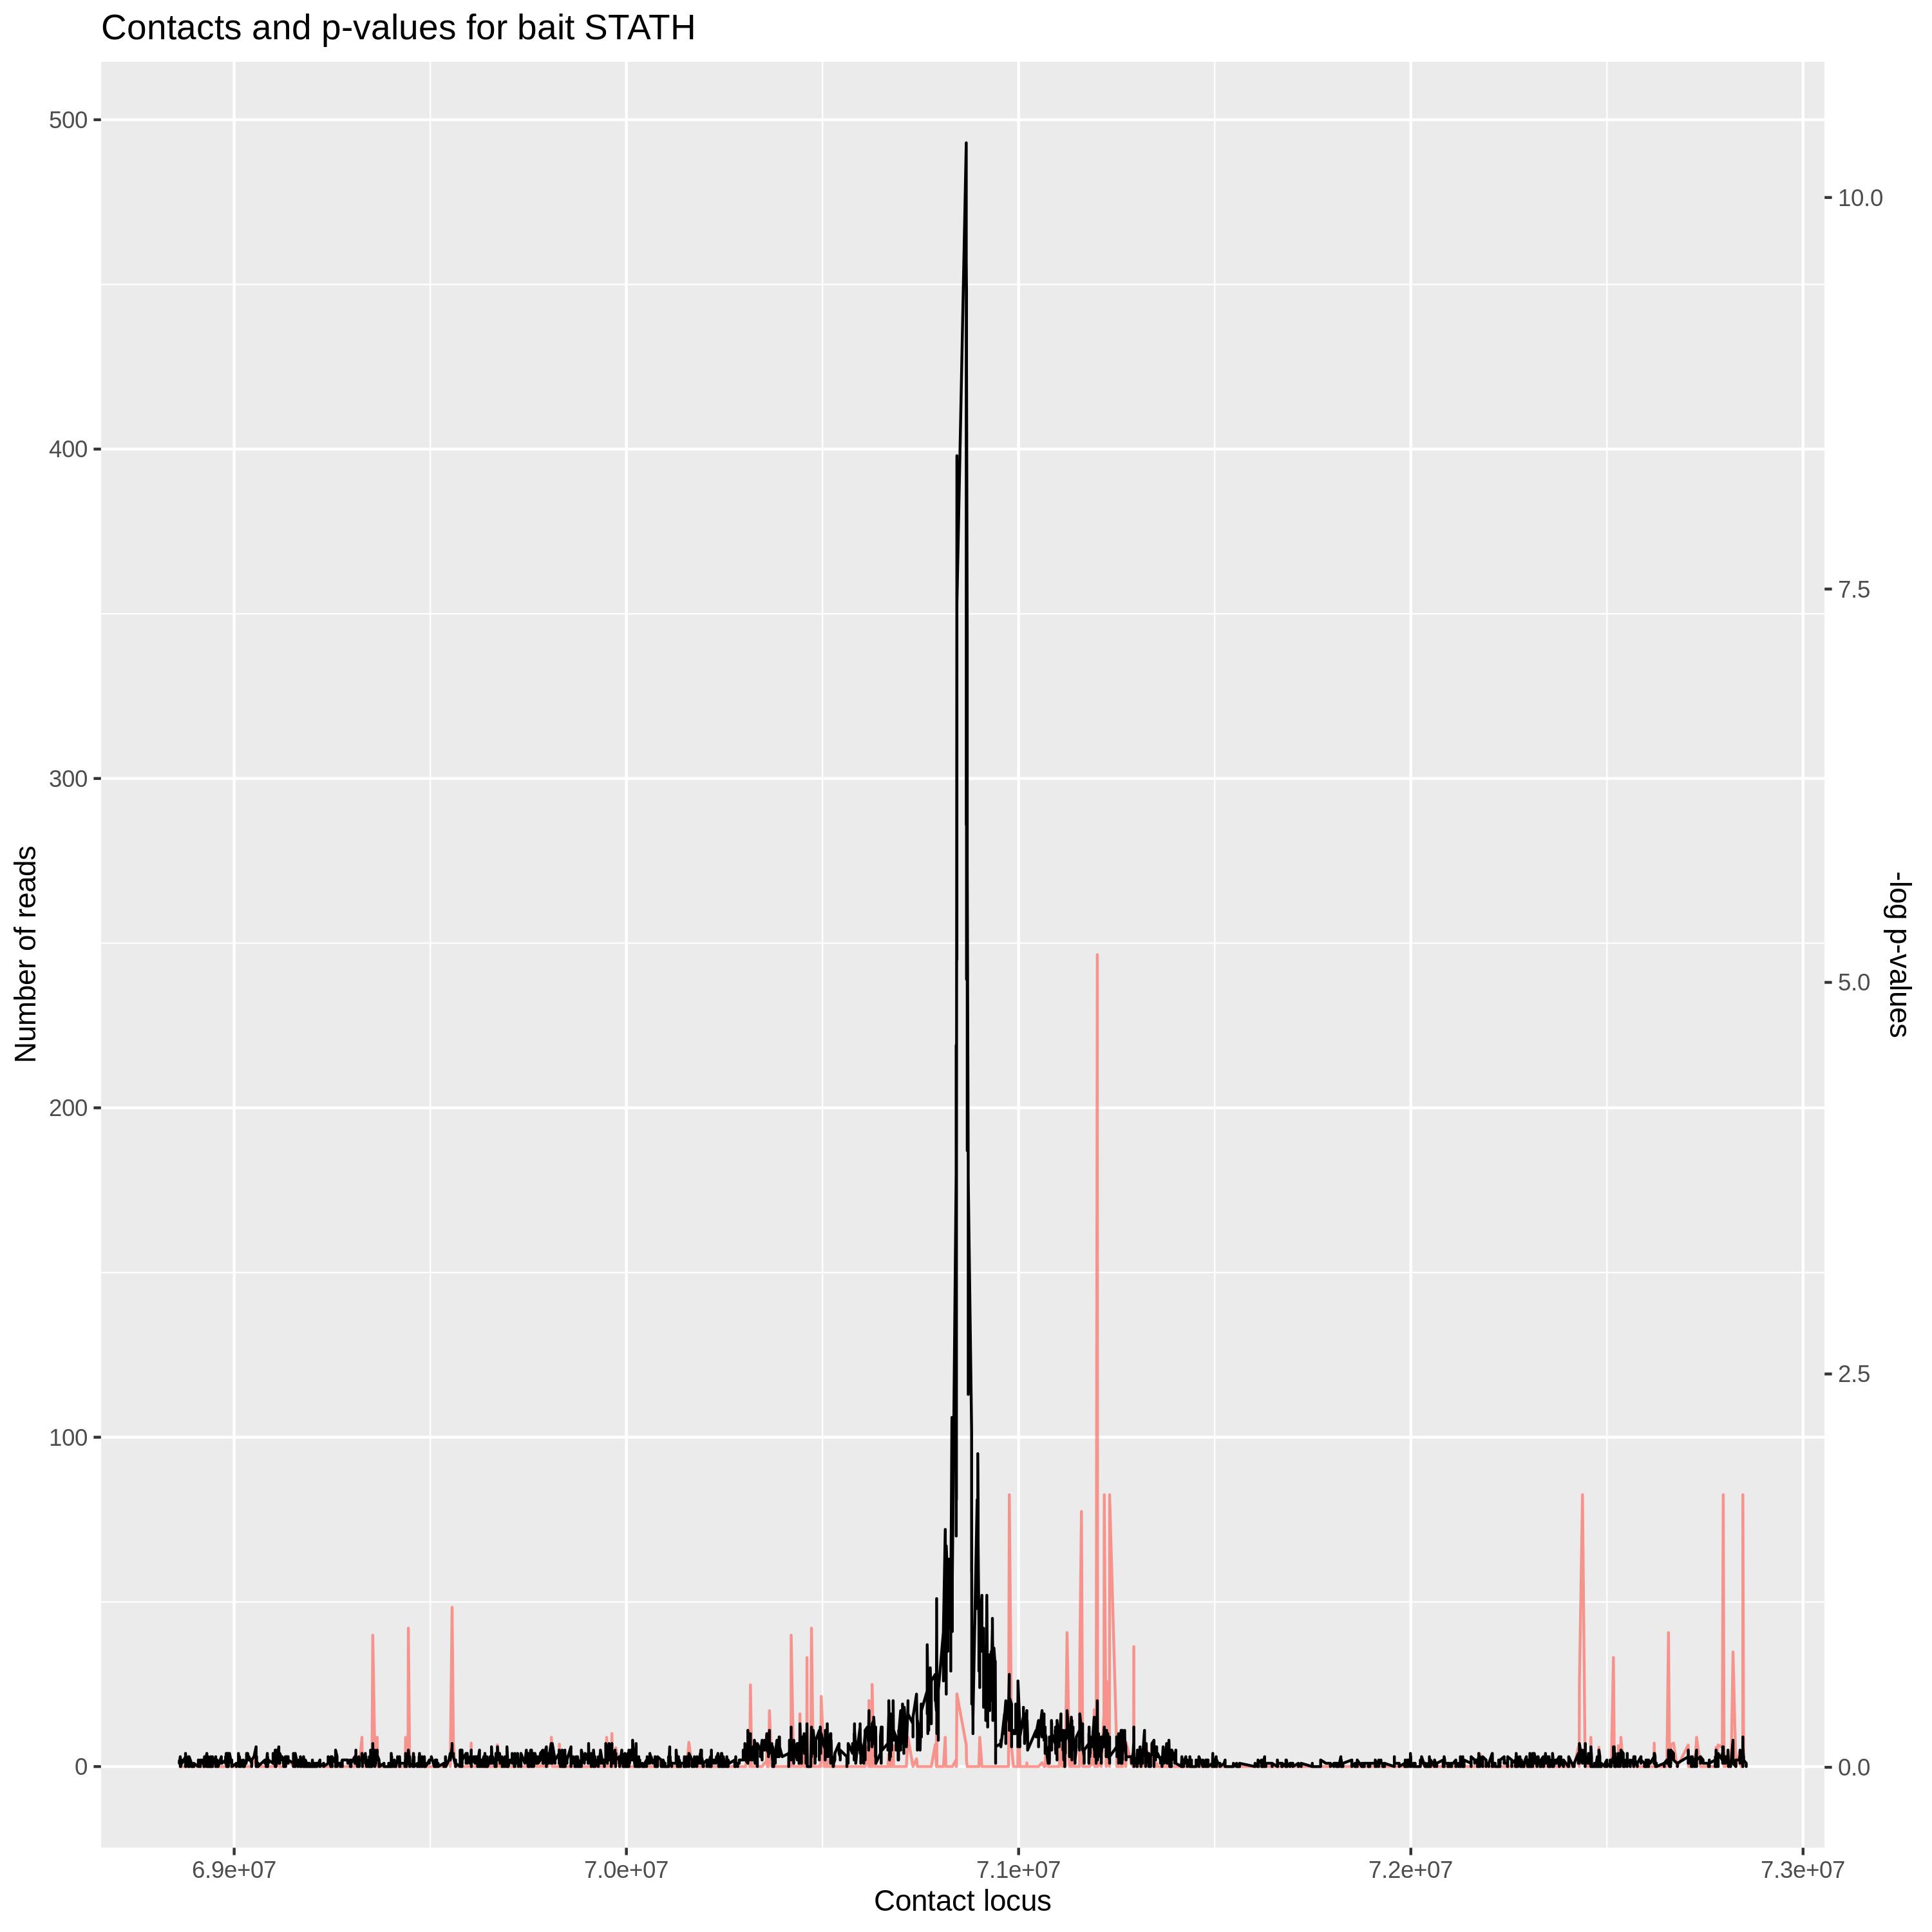 Contacts and p-values for bait STATH
500
400
300
200
100
0
Number of reads
10.0
7.5
5.0
2.5
0.0
-log p-values
6.9e+07
7.0e+07
7.1e+07
7.2e+07
7.3e+07
Contact locus